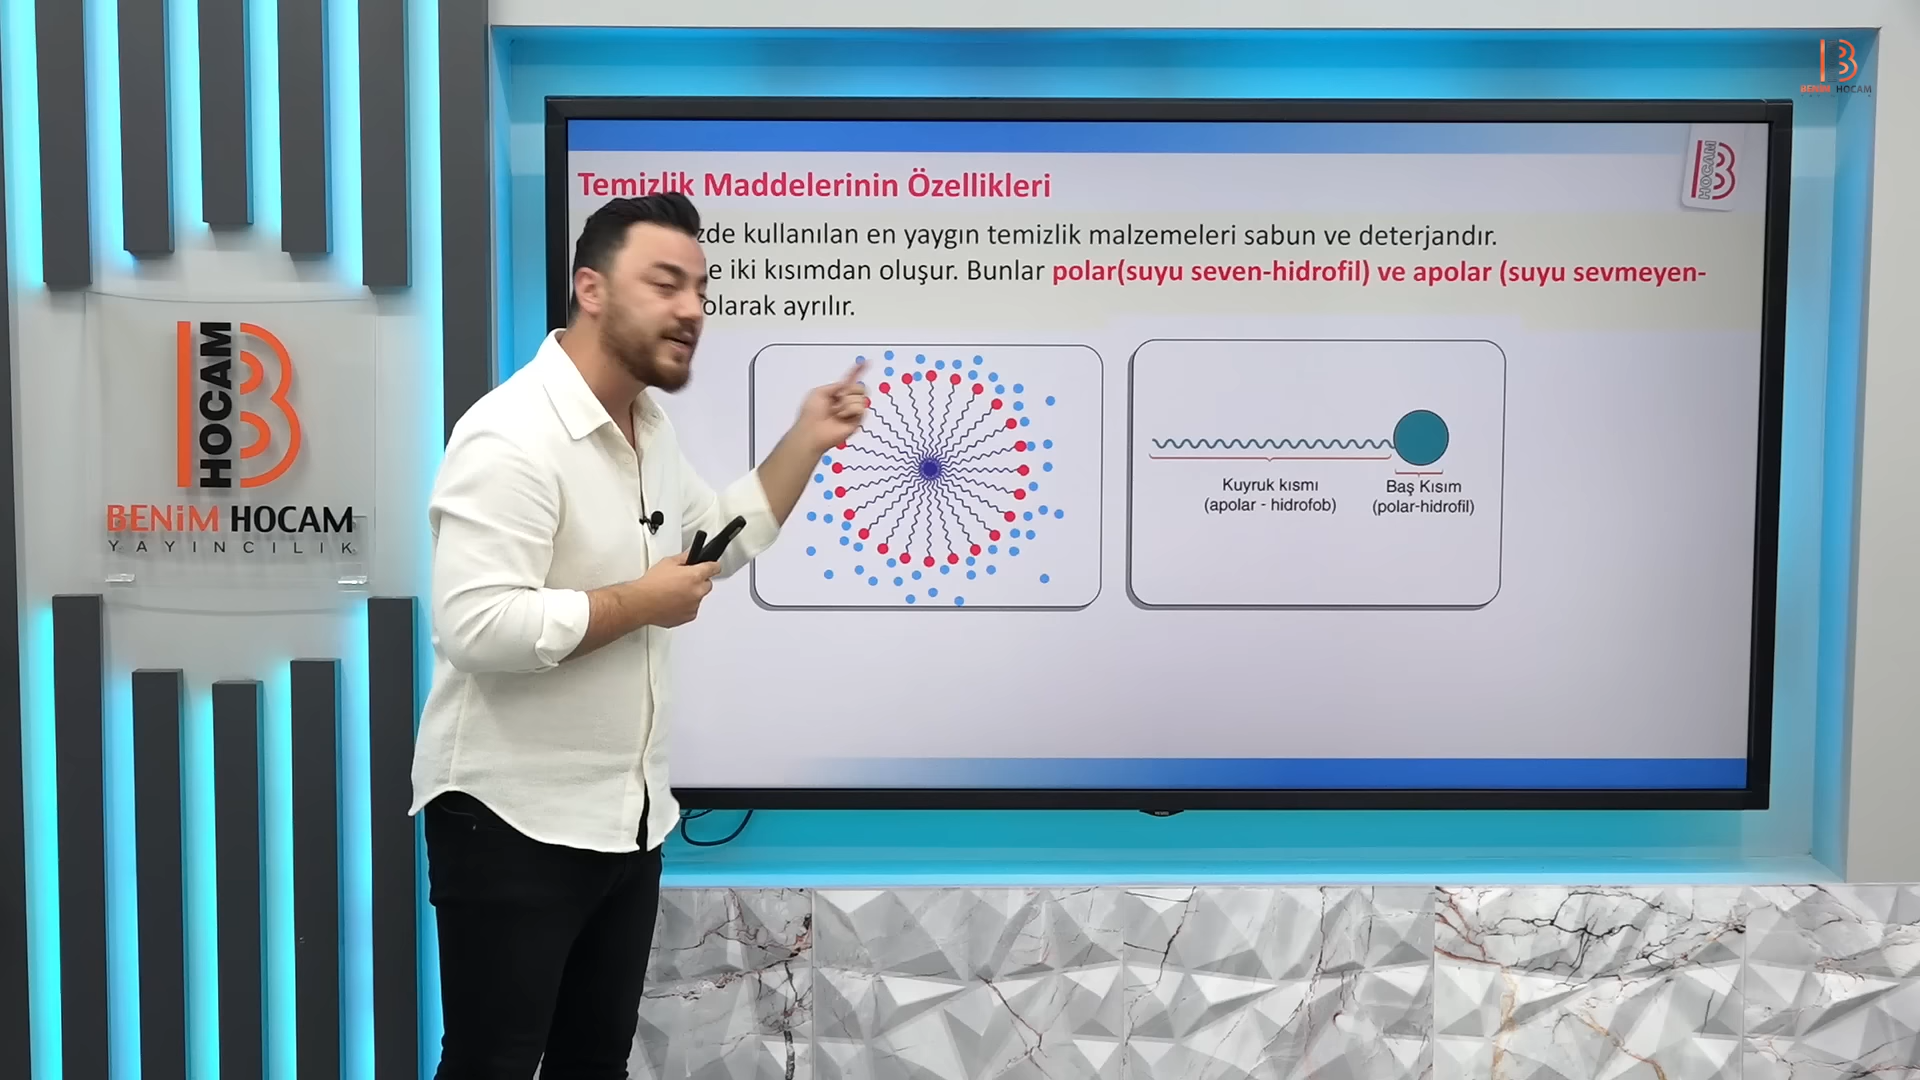 BENİM HOCAM
HOCAM
Temizlik Maddelerinin Özellikleri
kullanılan en yaygın temizlik malzemeleri sabun ve deterjandır.
iki kısımdan oluşur. Bunlar polar(suyu seven-hidrofil) ve apolar (suyu sevmeyen-
olarak ayrılır.
Kuyruk kısmı
(apolar - hidrofob)
Baş Kısım
(polar-hidrofil)
HOCAM
BENİM HOCAM
YAYINCILIK